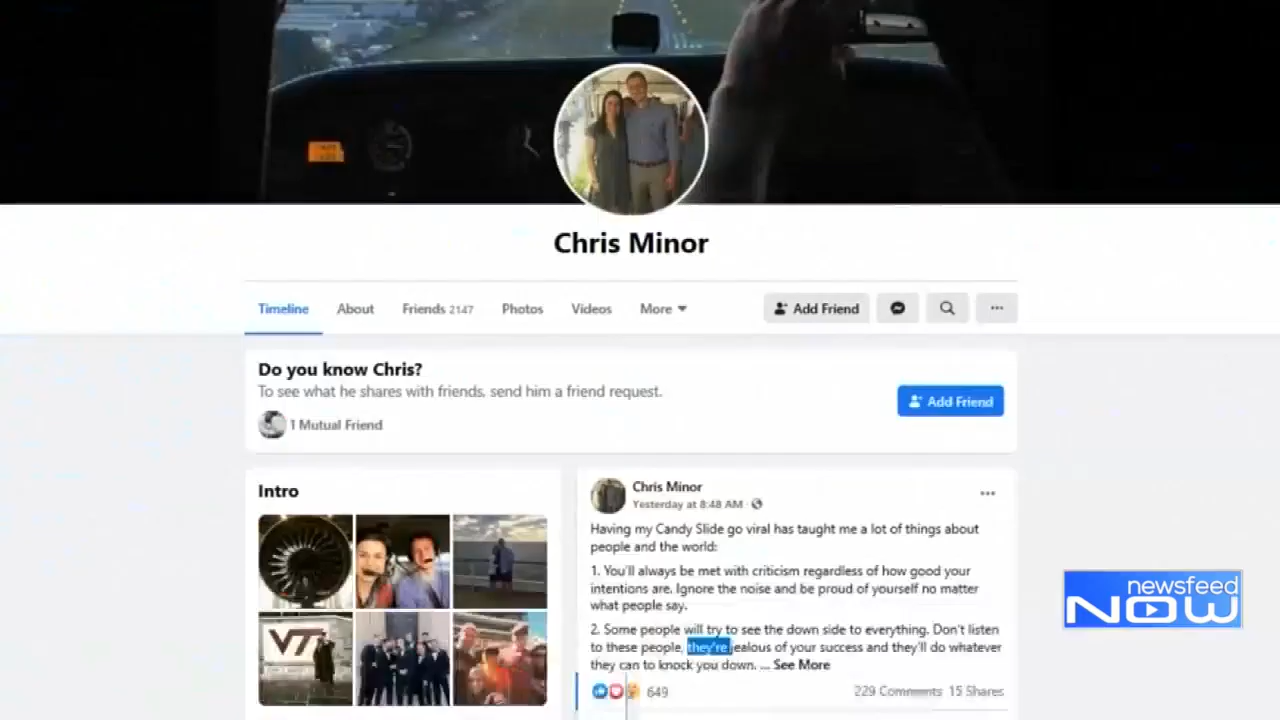 Chris Minor
Timeline About Friends 2147 Photos Videos More Add Friend
Do you know Chris?
To see what he shares with friends, send him a friend request.
Add Friend
1 Mutual Friend
Intro
VT
Chris Minor
Yesterday at 8:48 AM ·
Having my Candy Slide go viral has taught me a lot of things about
people and the world:
1. You'll always be met with criticism regardless of how good your
intentions are. Ignore the noise and be proud of yourself no matter
what people say.
2. Some people will try to see the down side to everything. Don't listen
to these people, they're jealous of your success and they'll do whatever
they can to knock you down. ... See More
649
229 Comments 15 Shares
newsfeed
NOW